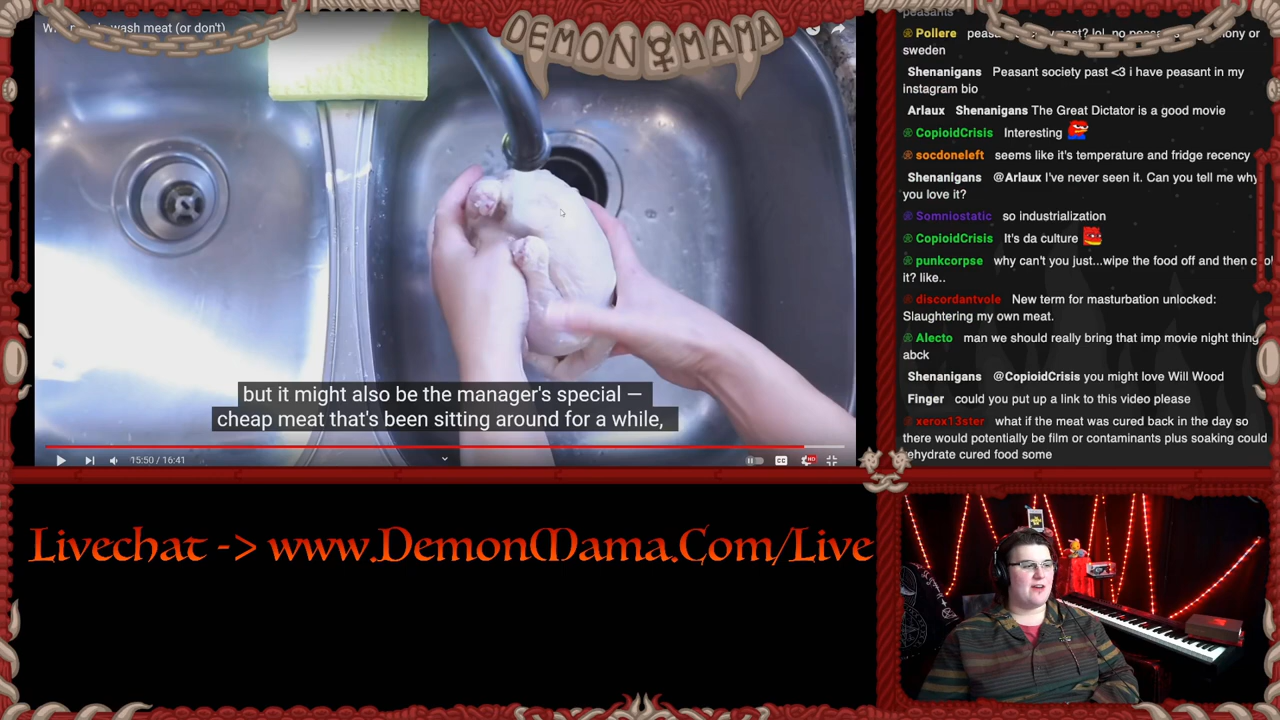 wash meat (or don't)
DEMON MAMA
but it might also be the manager's special —
cheap meat that's been sitting around for a while,
15:50 / 16:41
CC
HD
peasants
Pollere
sweden
Shenanigans Peasant society past <3 i have peasant in my
instagram bio
Arlaux Shenanigans The Great Dictator is a good movie
CopioidCrisis Interesting
socdoneleft seems like it's temperature and fridge recency
Shenanigans @Arlaux I've never seen it. Can you tell me why
you love it?
Somniostatic so industrialization
CopioidCrisis It's da culture
punkcorpse why can't you just...wipe the food off and then
it? like..
discordantvole New term for masturbation unlocked:
Slaughtering my own meat.
Alecto man we should really bring that imp movie night thing
abck
Shenanigans @CopioidCrisis you might love Will Wood
Finger could you put up a link to this video please
xerox13ster what if the meat was cured back in the day so
there would potentially be film or contaminants plus soaking could
rehydrate cured food some
Livechat -> www.DemonMama.Com/Live